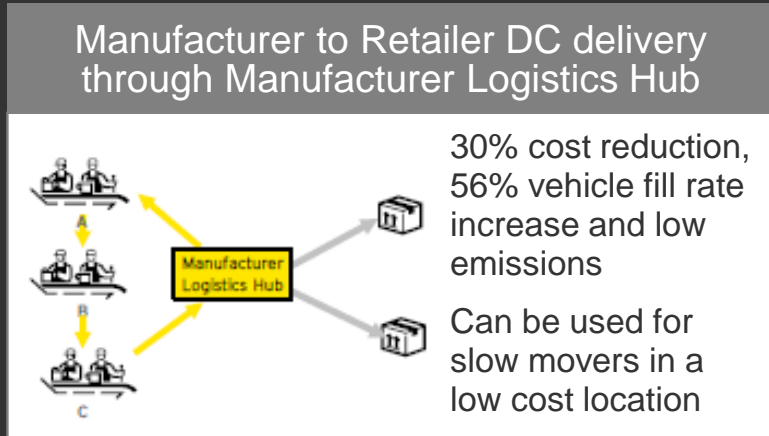 Manufacturer to Retailer DC delivery
through Manufacturer Logistics Hub
A
B
C
Manufacturer
Logistics Hub
30% cost reduction,
56% vehicle fill rate
increase and low
emissions
Can be used for
slow movers in a
low cost location